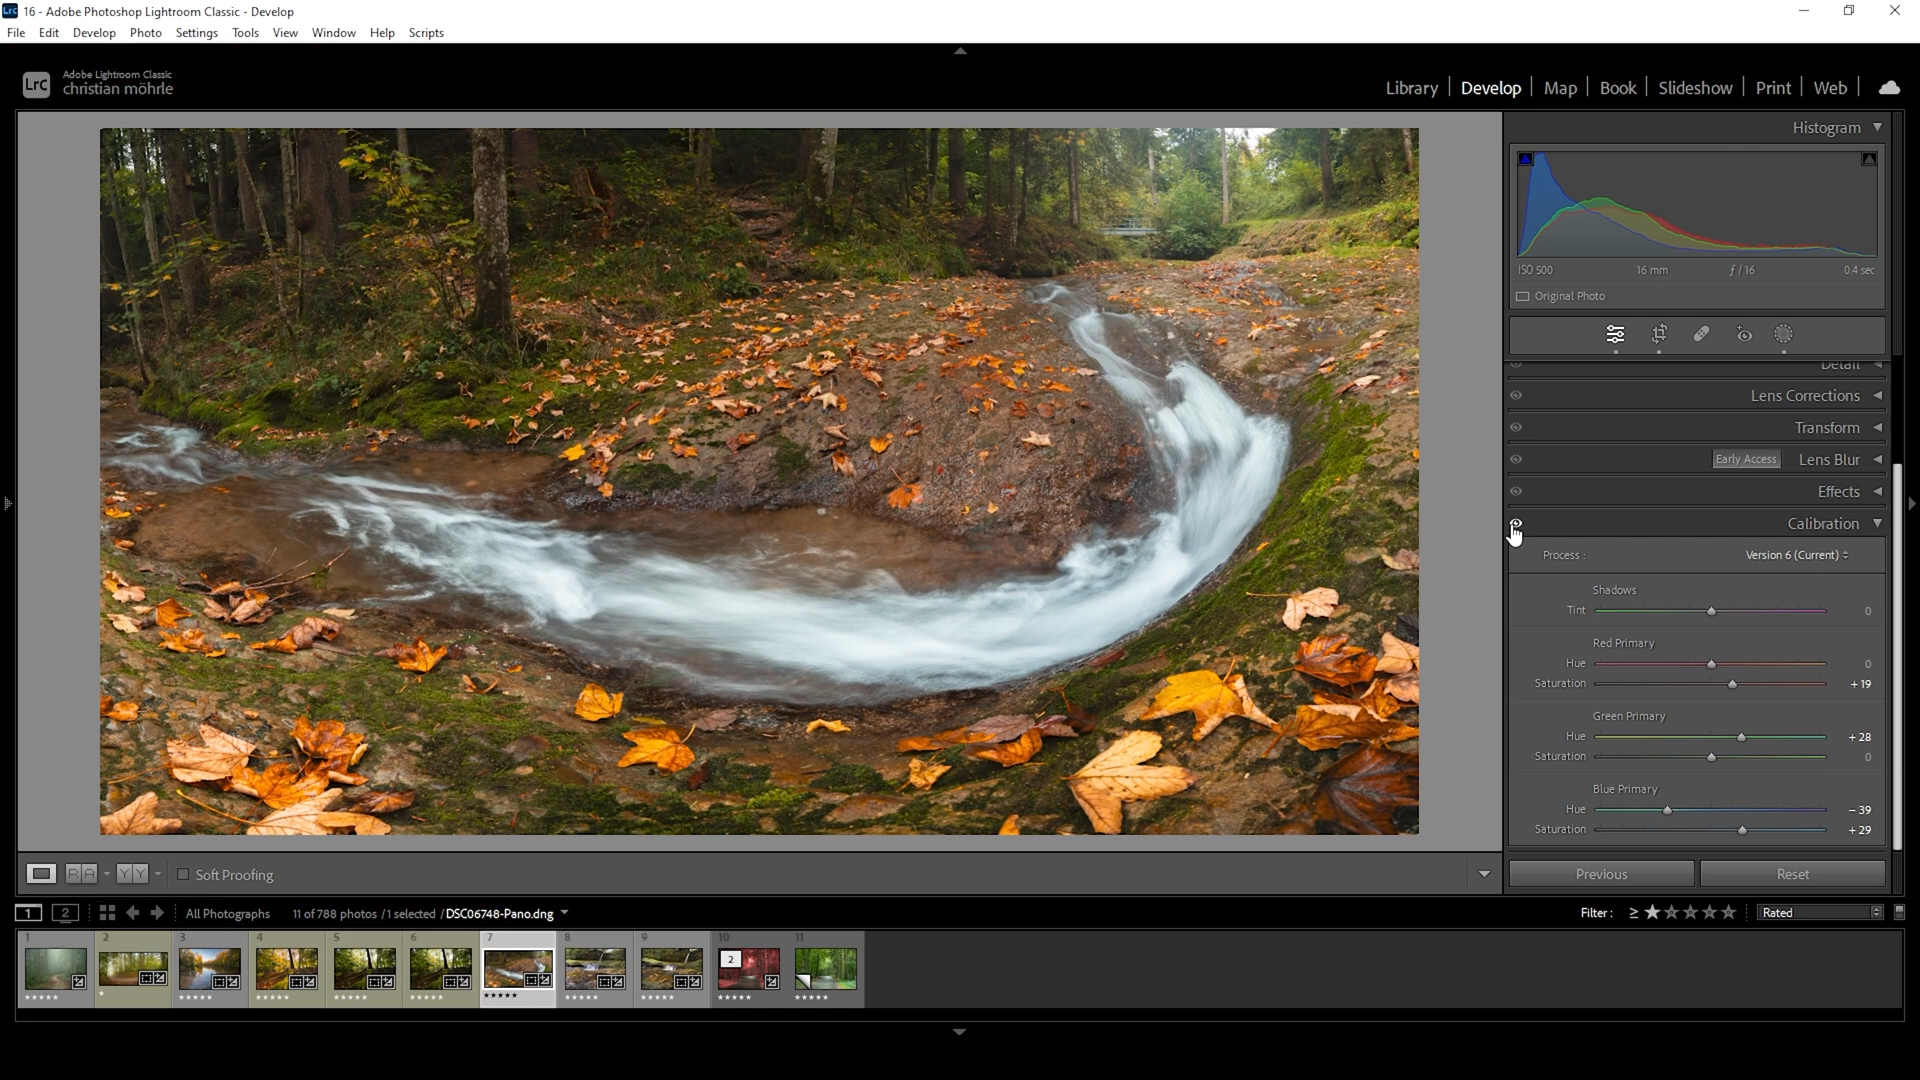 Lrc 16 - Adobe Photoshop Lightroom Classic - Develop
File Edit Develop Photo Settings Tools View Window Help Scripts
LrC Adobe Lightroom Classic
christian möhrle
Library Develop Map Book Slideshow Print Web
Histogram
ISO 500 16 mm ƒ / 16 0.4 sec
Original Photo
Detail
Lens Corrections
Transform
Early Access Lens Blur
Effects
Calibration
Process : Version 6 (Current)
Shadows
Tint 0
Red Primary
Hue 0
Saturation + 19
Green Primary
Hue + 28
Saturation 0
Blue Primary
Hue – 39
Saturation + 29
Previous Reset
R A Y Y Soft Proofing
1 2 All Photographs 11 of 788 photos / 1 selected / DSC06748-Pano.dng Filter : ≥ Rated
1 2 3 4 5 6 7 8 9 10 11
2